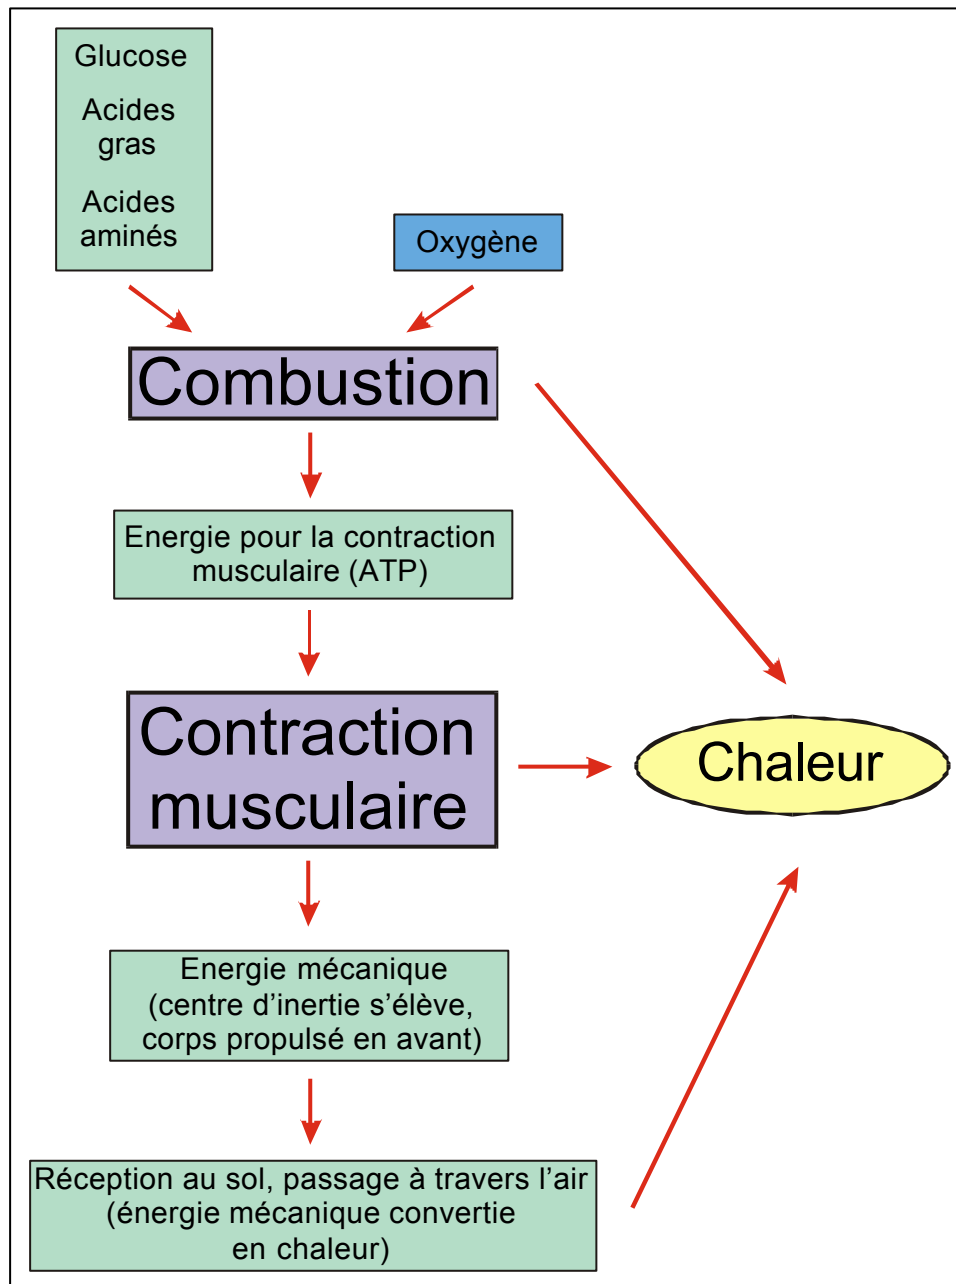 Glucose
Acides
gras
Acides
aminés
Oxygène
Combustion
Energie pour la contraction
musculaire (ATP)
Contraction
musculaire
Chaleur
Energie mécanique
(centre d'inertie s'élève,
corps propulsé en avant)
Réception au sol, passage à travers l'air
(énergie mécanique convertie
en chaleur)